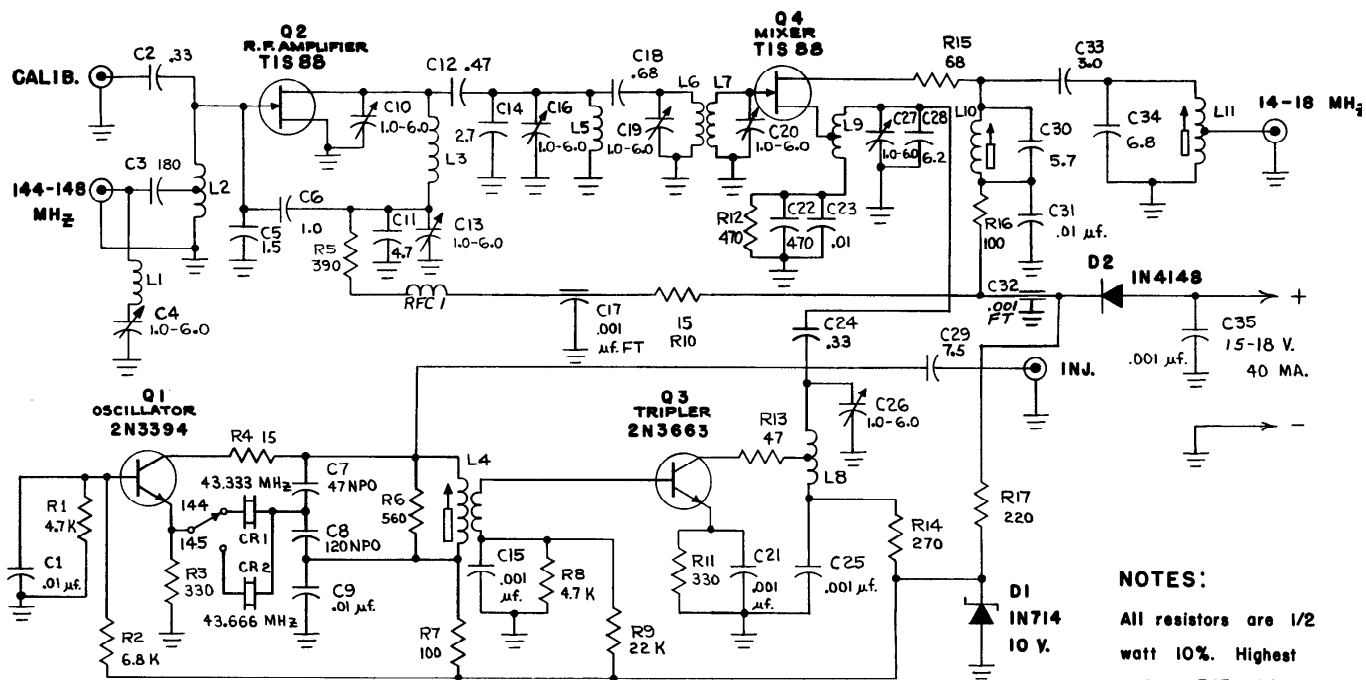 Q2
R.F. AMPLIFIER
TIS88
Q4
MIXER
TIS 88
C2 .33
CALIB.
C12 .47
C10
1.0-6.0
C14
2.7
C16
1.0-6.0
L5
C18
.68
L6
L7
C19
1.0-6.0
C20
1.0-6.0
R15
68
C33
3.0
L9
C27
1.0-6.0
C28
6.2
L10
C30
5.7
C34
6.8
L11
14-18 MHZ
C3 180
144-148
MHZ
L2
L3
C6
1.0
C5
1.5
R5
390
C11
4.7
C13
1.0-6.0
R12
470
C22
470
C23
.01
R16
100
C31
.01 µf.
L1
C4
1.0-6.0
RFC 1
C17
.001
µf. FT
15
R10
C32
.001
FT
D2
IN4148
+
C24
.33
C29
7.5
INJ.
.001 µf.
C35
15-18 V.
40 MA.
-
Q1
OSCILLATOR
2N3394
R4 15
43.333 MHZ
C7
47 NPO
R6
560
L4
Q3
TRIPLER
2N3663
R13
47
C26
1.0-6.0
L8
R1
4.7 K
144
145
CR1
C8
120 NPO
R17
220
C1
.01 µf.
R3
330
CR2
43.666 MHZ
C9
.01 µf.
C15
.001
µf.
R8
4.7 K
R11
330
C21
.001
µf.
C25
.001 µf.
R14
270
R2
6.8 K
R7
100
R9
22 K
D1
IN714
10 V.
NOTES:
All resistors are 1/2
watt 10%. Highest